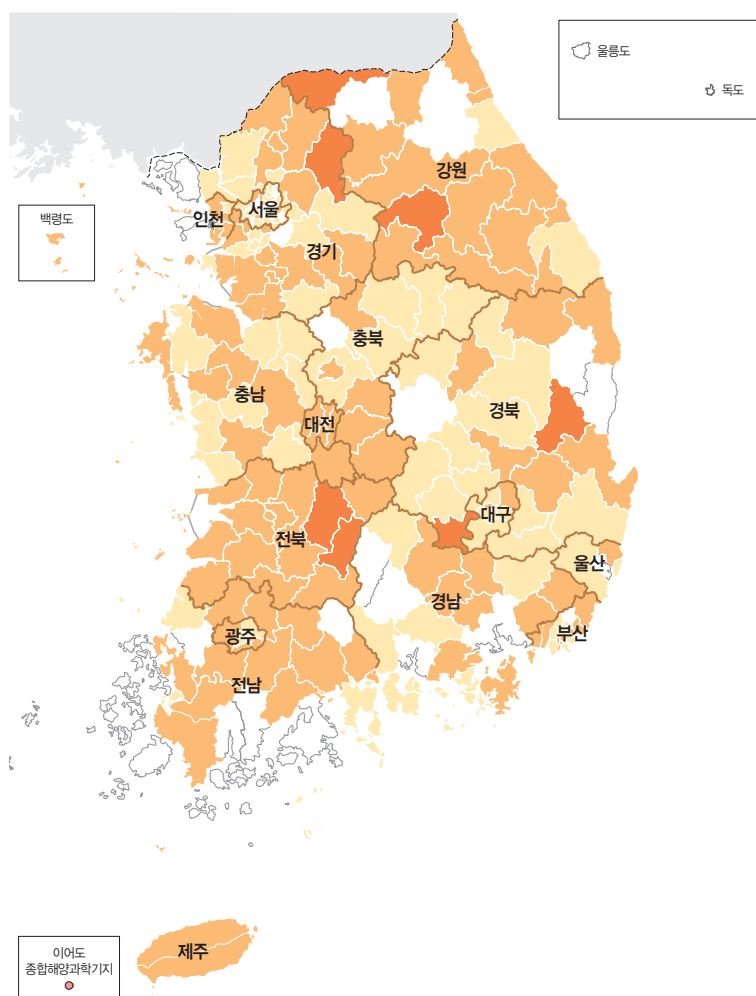 울릉도
독도
강원
백령도
인천
서울
경기
충북
충남
경북
대전
대구
전북
울산
경남
부산
광주
전남
제주
이어도
종합해양과학기지